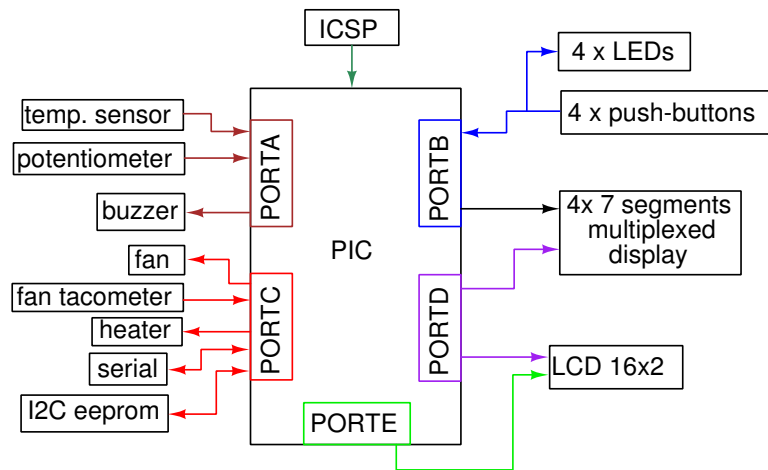 ICSP
4 x LEDs
temp. sensor
4 x push-buttons
potentiometer
PORTA
PORTB
buzzer
4x 7 segments
multiplexed
display
PIC
fan
fan tacometer
PORTC
PORTD
heater
serial
LCD 16x2
I2C eeprom
PORTE